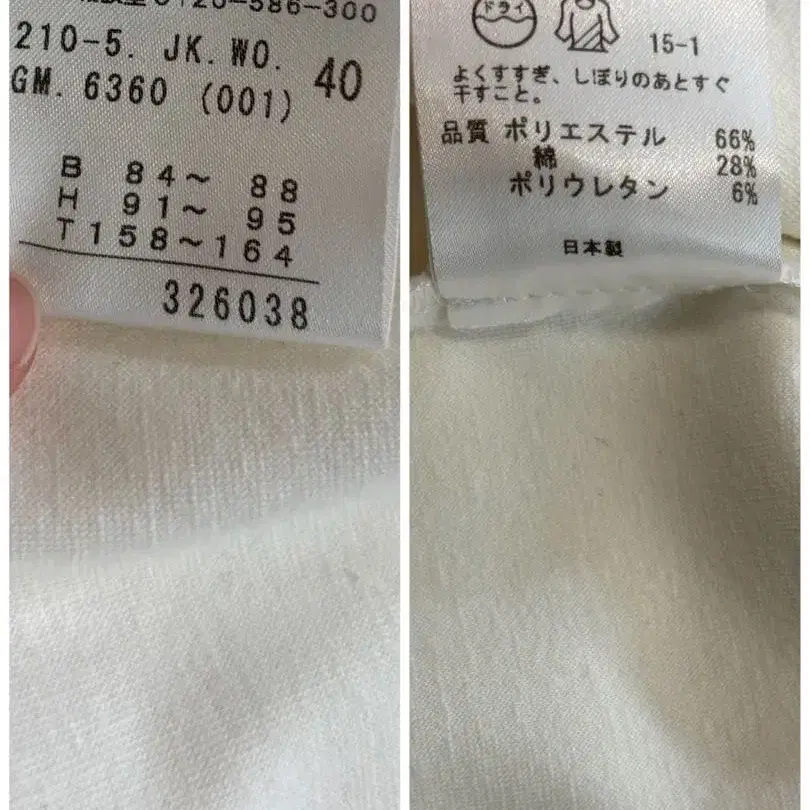 0120-586-300
210-5. JK. WO. 40
GM. 6360 (001)
B 84～ 88
H 91～ 95
T158～164
326038
ドライ
15-1
よくすすぎ、しぼりのあとすぐ
干すこと。
品質 ポリエステル 66%
綿 28%
ポリウレタン 6%
日本製